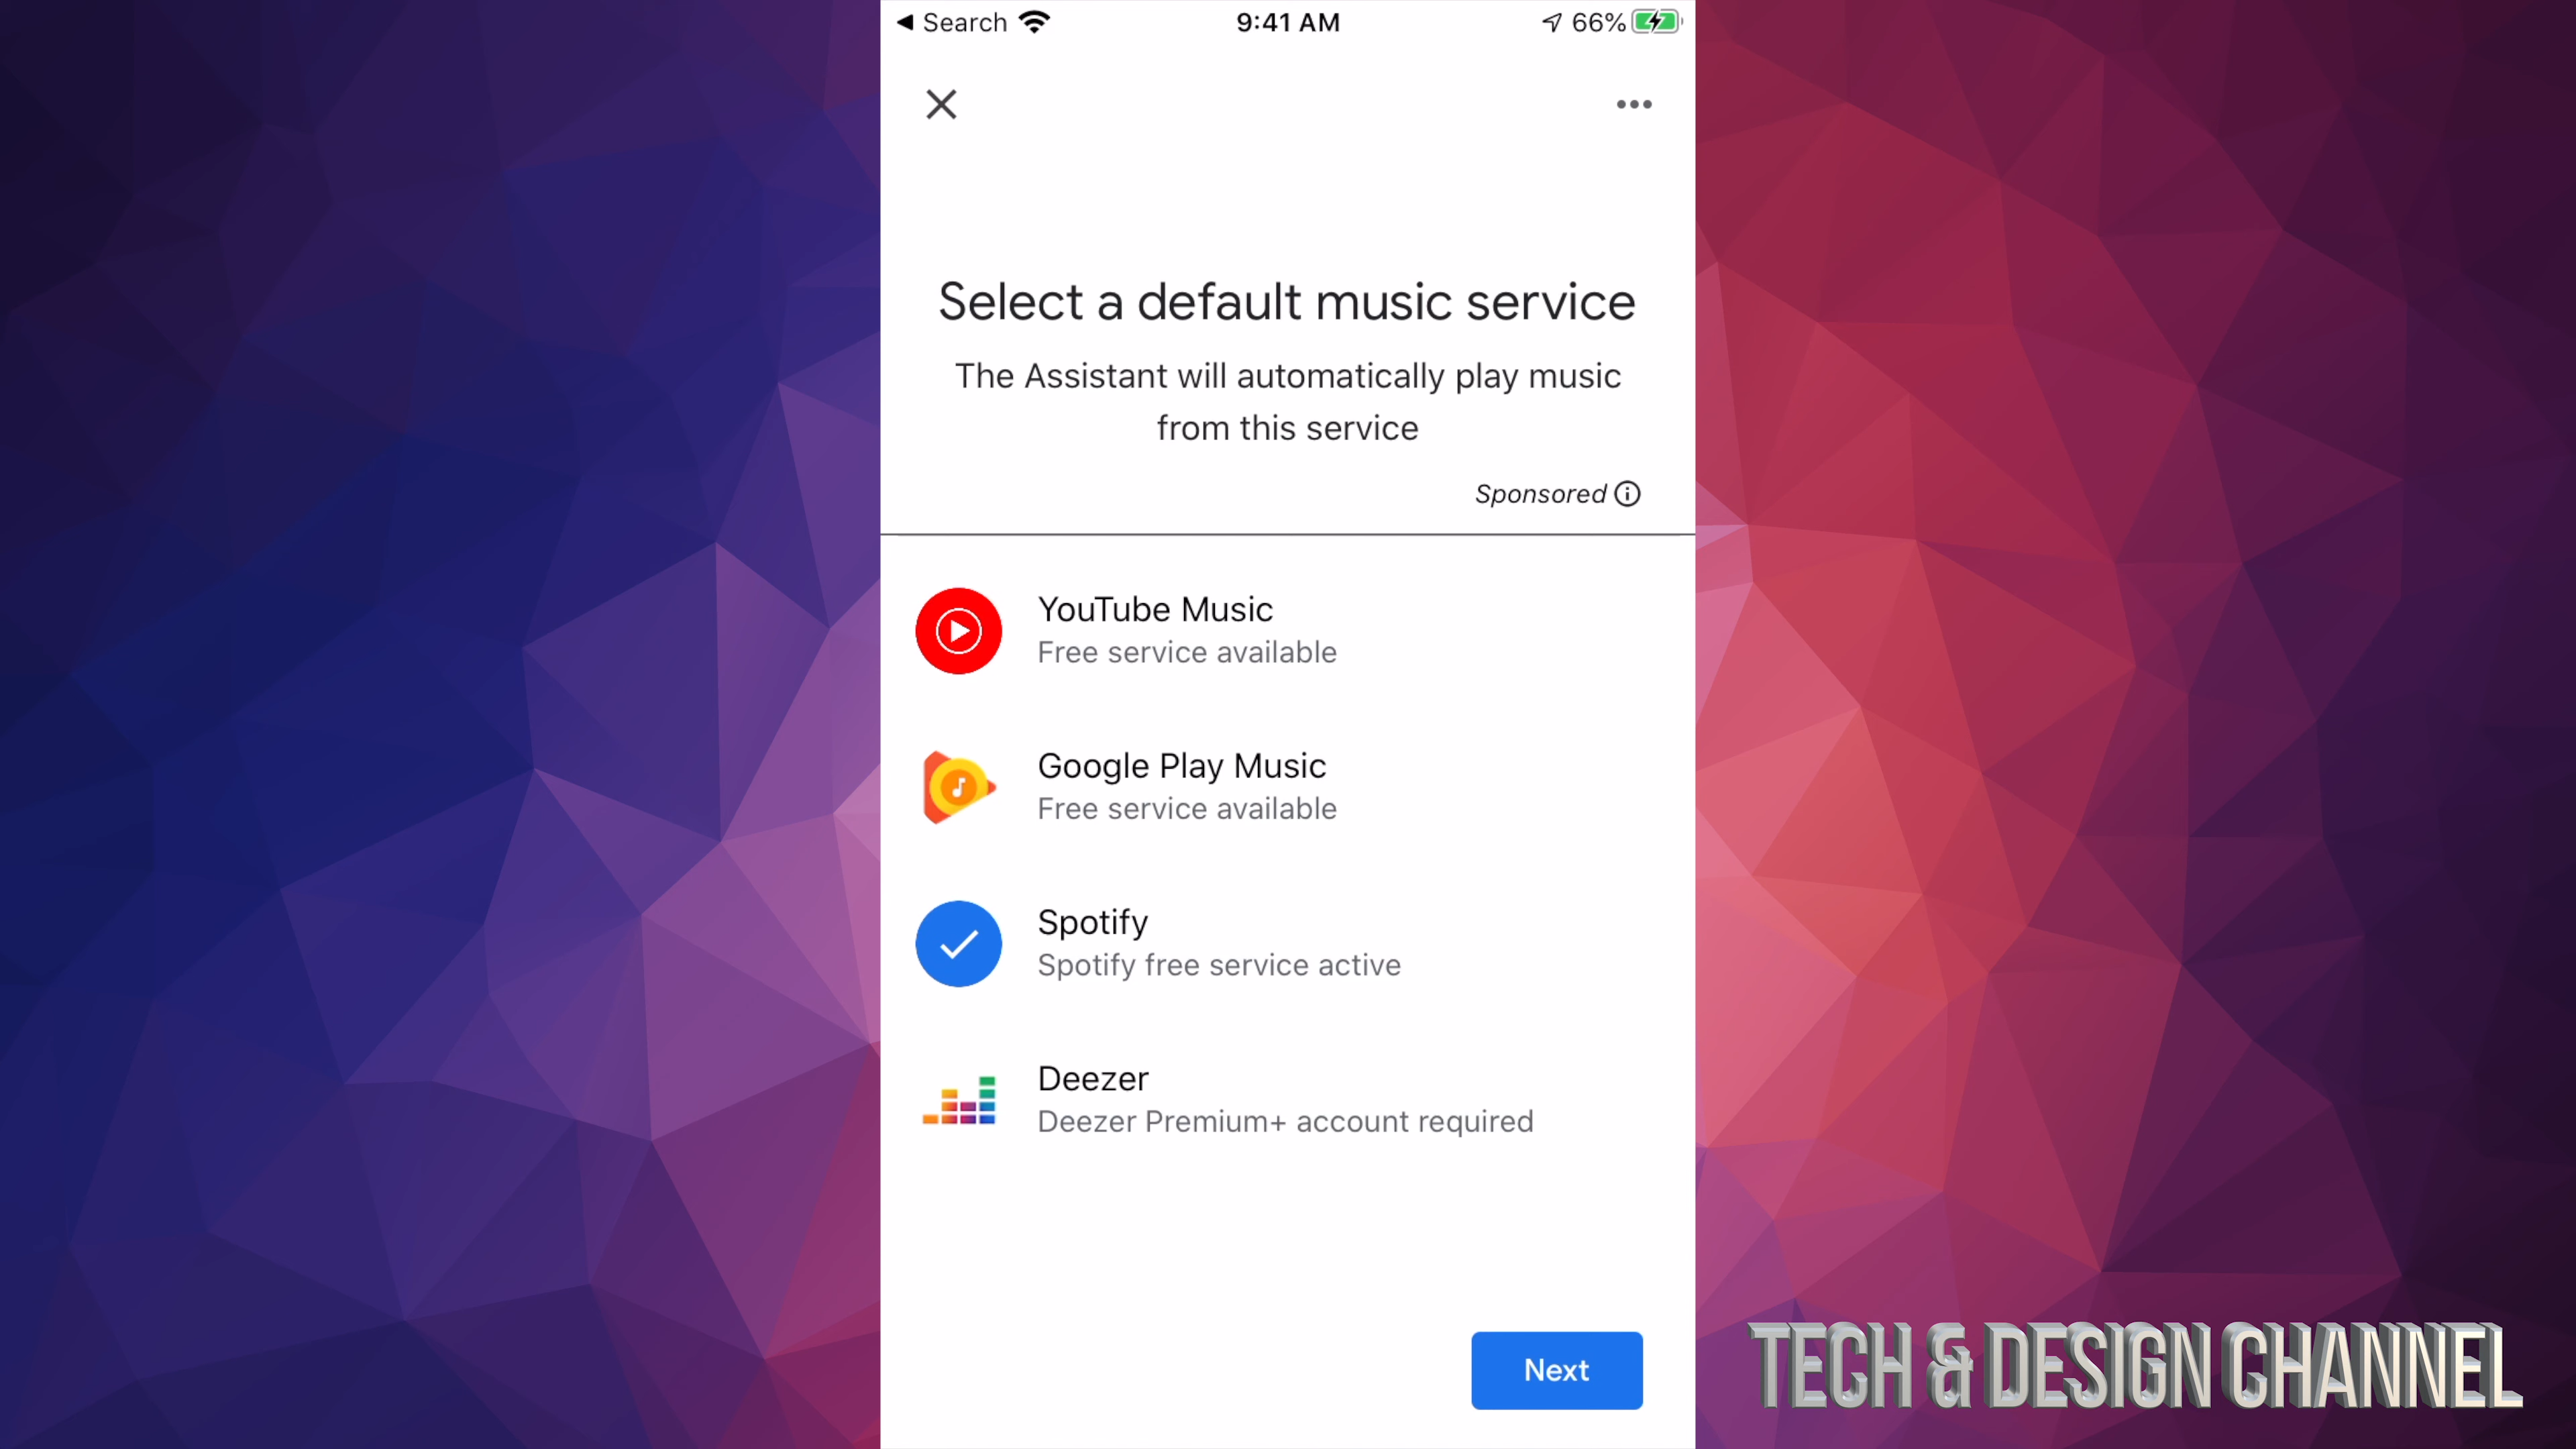 Search
9:41 AM
66%
Select a default music service
The Assistant will automatically play music
from this service
Sponsored
YouTube Music
Free service available
Google Play Music
Free service available
Spotify
Spotify free service active
Deezer
Deezer Premium+ account required
Next
TECH & DESIGN CHANNEL